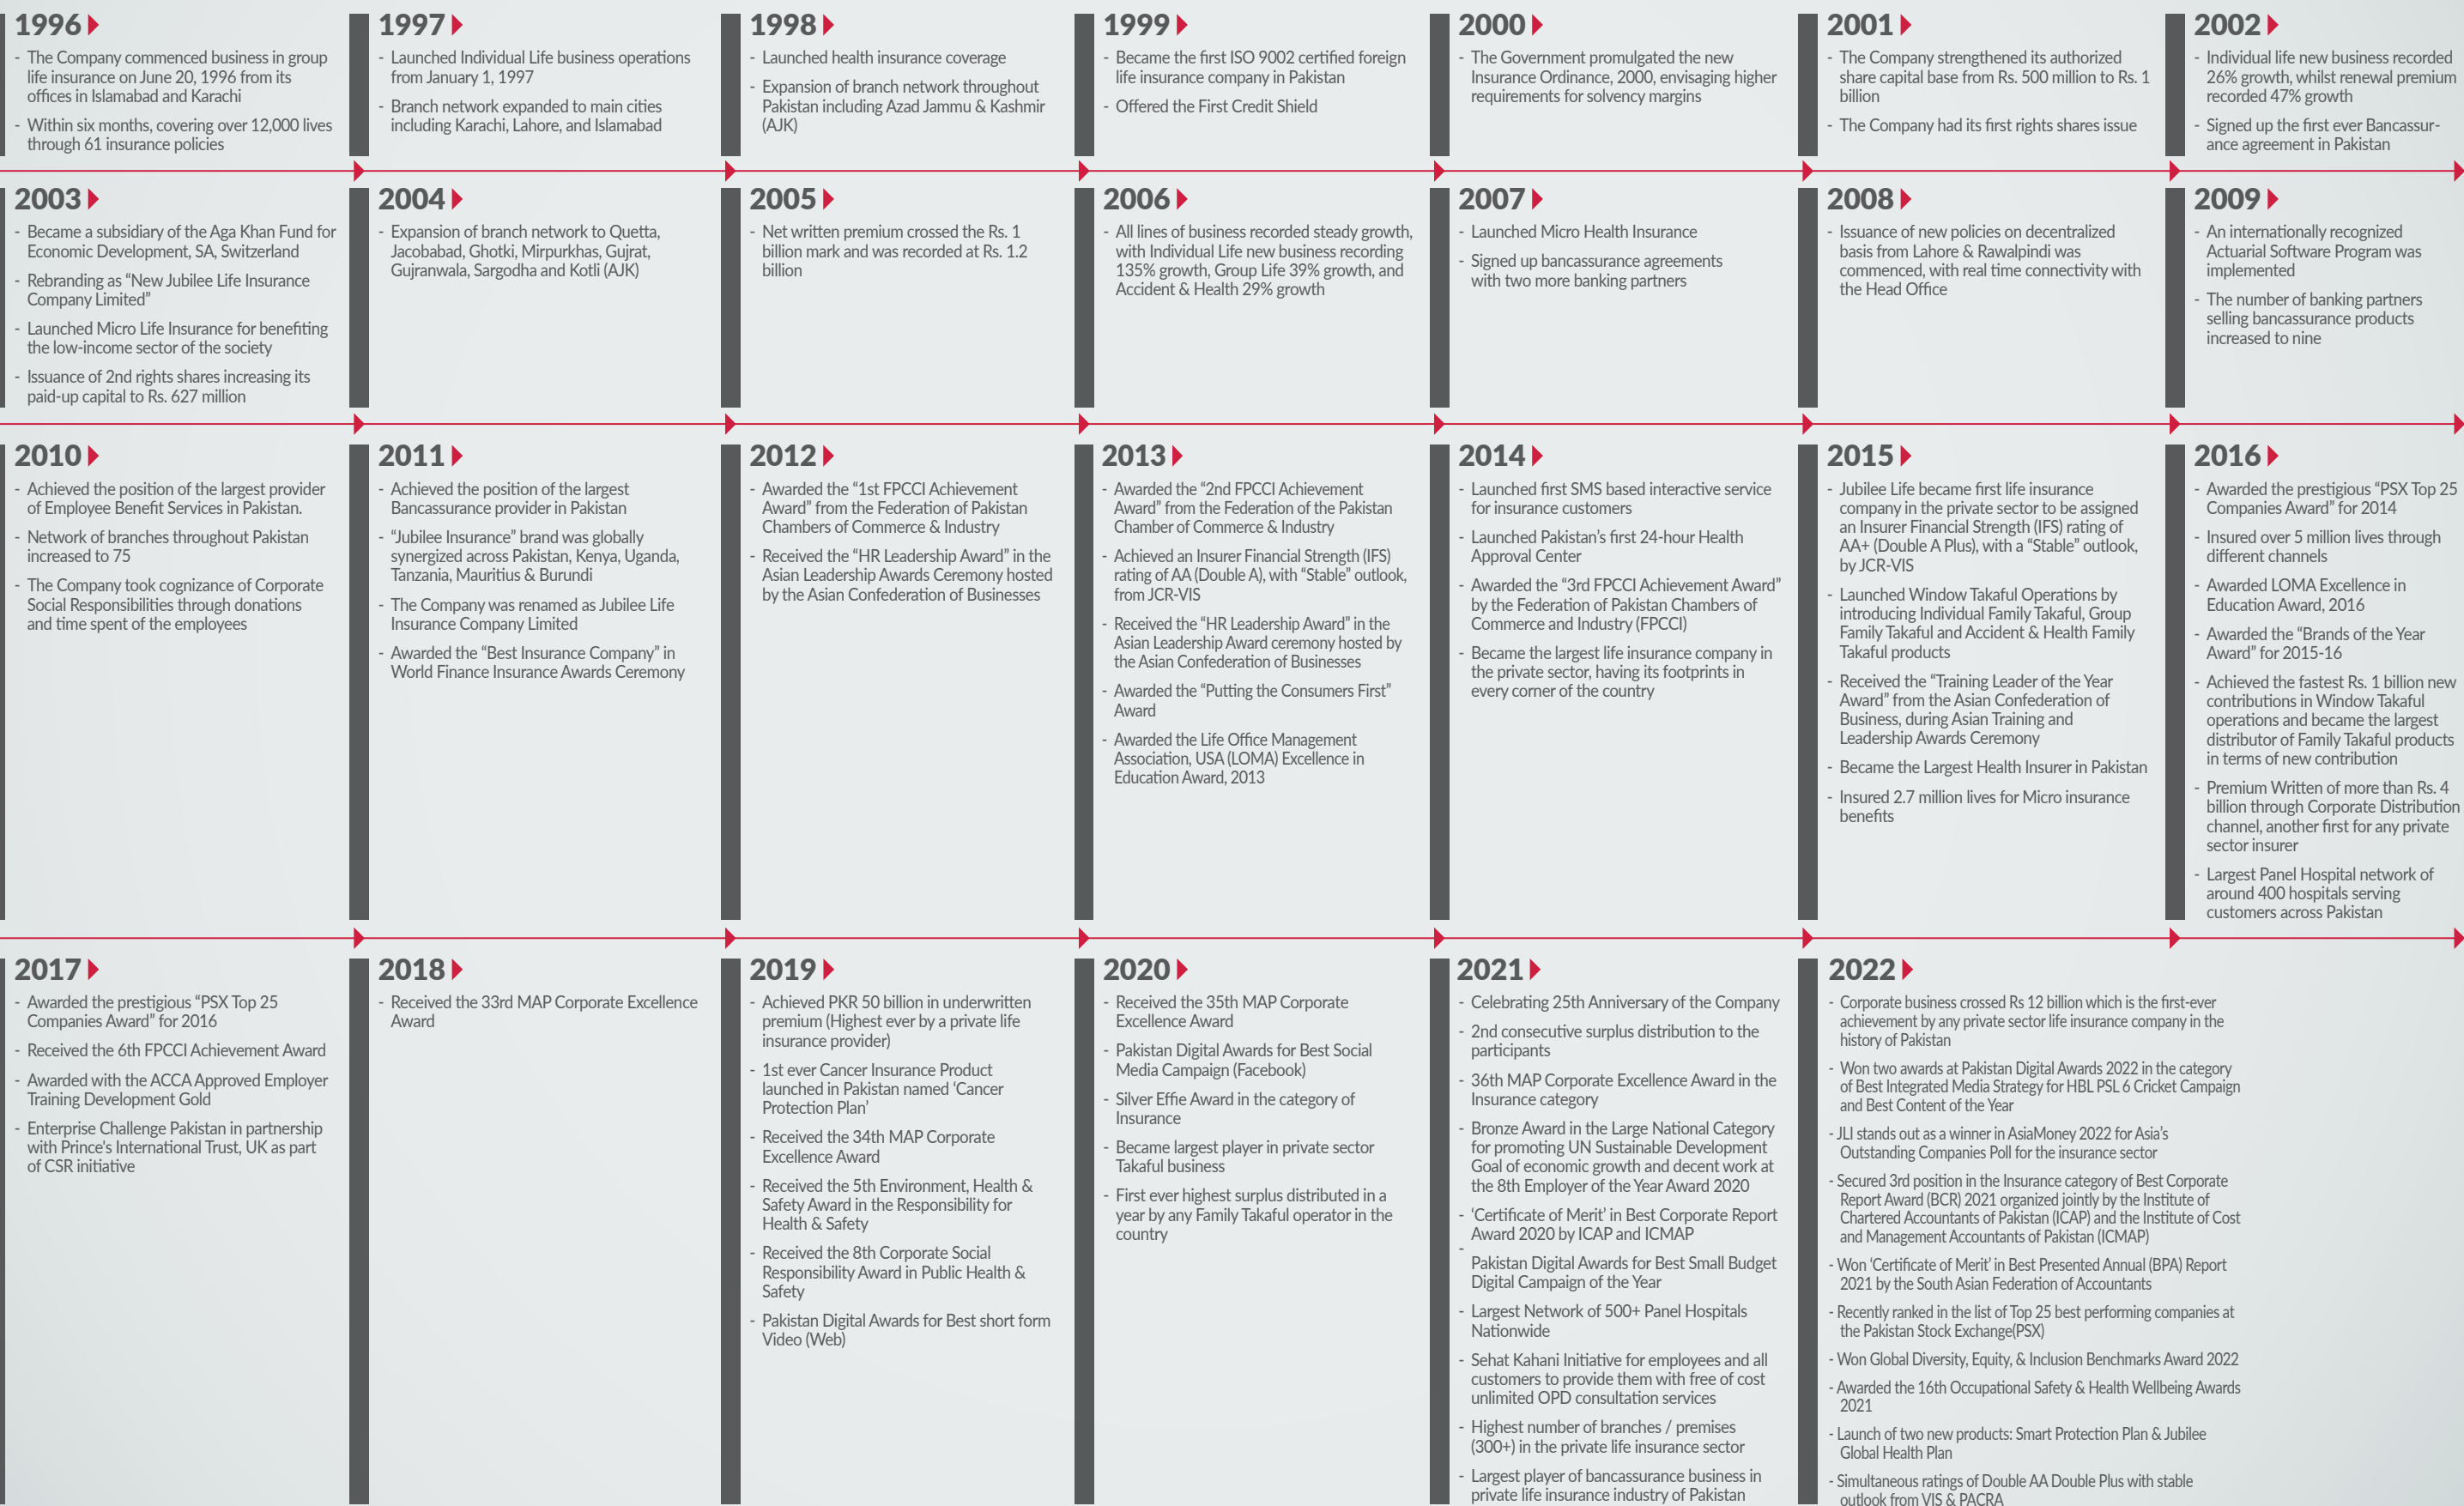 1996
- The Company commenced business in group
life insurance on June 20, 1996 from its
offices in Islamabad and Karachi
- Within six months, covering over 12,000 lives
through 61 insurance policies
1997
- Launched Individual Life business operations
from January 1, 1997
- Branch network expanded to main cities
including Karachi, Lahore, and Islamabad
1998
- Launched health insurance coverage
- Expansion of branch network throughout
Pakistan including Azad Jammu & Kashmir
(AJK)
1999
- Became the first ISO 9002 certified foreign
life insurance company in Pakistan
- Offered the First Credit Shield
2000
- The Government promulgated the new
Insurance Ordinance, 2000, envisaging higher
requirements for solvency margins
2001
- The Company strengthened its authorized
share capital base from Rs. 500 million to Rs. 1
billion
- The Company had its first rights shares issue
2002
- Individual life new business recorded
26% growth, whilst renewal premium
recorded 47% growth
- Signed up the first ever Bancassur-
ance agreement in Pakistan
2003
- Became a subsidiary of the Aga Khan Fund for
Economic Development, SA, Switzerland
- Rebranding as “New Jubilee Life Insurance
Company Limited”
- Launched Micro Life Insurance for benefiting
the low-income sector of the society
- Issuance of 2nd rights shares increasing its
paid-up capital to Rs. 627 million
2004
- Expansion of branch network to Quetta,
Jacobabad, Ghotki, Mirpurkhas, Gujrat,
Gujranwala, Sargodha and Kotli (AJK)
2005
- Net written premium crossed the Rs. 1
billion mark and was recorded at Rs. 1.2
billion
2006
- All lines of business recorded steady growth,
with Individual Life new business recording
135% growth, Group Life 39% growth, and
Accident & Health 29% growth
2007
- Launched Micro Health Insurance
- Signed up bancassurance agreements
with two more banking partners
2008
- Issuance of new policies on decentralized
basis from Lahore & Rawalpindi was
commenced, with real time connectivity with
the Head Office
2009
- An internationally recognized
Actuarial Software Program was
implemented
- The number of banking partners
selling bancassurance products
increased to nine
2010
- Achieved the position of the largest provider
of Employee Benefit Services in Pakistan.
- Network of branches throughout Pakistan
increased to 75
- The Company took cognizance of Corporate
Social Responsibilities through donations
and time spent of the employees
2011
- Achieved the position of the largest
Bancassurance provider in Pakistan
- “Jubilee Insurance” brand was globally
synergized across Pakistan, Kenya, Uganda,
Tanzania, Mauritius & Burundi
- The Company was renamed as Jubilee Life
Insurance Company Limited
- Awarded the “Best Insurance Company” in
World Finance Insurance Awards Ceremony
2012
- Awarded the “1st FPCCI Achievement
Award” from the Federation of Pakistan
Chambers of Commerce & Industry
- Received the “HR Leadership Award” in the
Asian Leadership Awards Ceremony hosted
by the Asian Confederation of Businesses
2013
- Awarded the “2nd FPCCI Achievement
Award” from the Federation of the Pakistan
Chamber of Commerce & Industry
- Achieved an Insurer Financial Strength (IFS)
rating of AA (Double A), with “Stable” outlook,
from JCR-VIS
- Received the “HR Leadership Award” in the
Asian Leadership Award ceremony hosted by
the Asian Confederation of Businesses
- Awarded the “Putting the Consumers First”
Award
- Awarded the Life Office Management
Association, USA (LOMA) Excellence in
Education Award, 2013
2014
- Launched first SMS based interactive service
for insurance customers
- Launched Pakistan’s first 24-hour Health
Approval Center
- Awarded the “3rd FPCCI Achievement Award”
by the Federation of Pakistan Chambers of
Commerce and Industry (FPCCI)
- Became the largest life insurance company in
the private sector, having its footprints in
every corner of the country
2015
- Jubilee Life became first life insurance
company in the private sector to be assigned
an Insurer Financial Strength (IFS) rating of
AA+ (Double A Plus), with a “Stable” outlook,
by JCR-VIS
- Launched Window Takaful Operations by
introducing Individual Family Takaful, Group
Family Takaful and Accident & Health Family
Takaful products
- Received the “Training Leader of the Year
Award” from the Asian Confederation of
Business, during Asian Training and
Leadership Awards Ceremony
- Became the Largest Health Insurer in Pakistan
- Insured 2.7 million lives for Micro insurance
benefits
2016
- Awarded the prestigious “PSX Top 25
Companies Award” for 2014
- Insured over 5 million lives through
different channels
- Awarded LOMA Excellence in
Education Award, 2016
- Awarded the “Brands of the Year
Award” for 2015-16
- Achieved the fastest Rs. 1 billion new
contributions in Window Takaful
operations and became the largest
distributor of Family Takaful products
in terms of new contribution
- Premium Written of more than Rs. 4
billion through Corporate Distribution
channel, another first for any private
sector insurer
- Largest Panel Hospital network of
around 400 hospitals serving
customers across Pakistan
2017
- Awarded the prestigious “PSX Top 25
Companies Award” for 2016
- Received the 6th FPCCI Achievement Award
- Awarded with the ACCA Approved Employer
Training Development Gold
- Enterprise Challenge Pakistan in partnership
with Prince's International Trust, UK as part
of CSR initiative
2018
- Received the 33rd MAP Corporate Excellence
Award
2019
- Achieved PKR 50 billion in underwritten
premium (Highest ever by a private life
insurance provider)
- 1st ever Cancer Insurance Product
launched in Pakistan named ‘Cancer
Protection Plan’
- Received the 34th MAP Corporate
Excellence Award
- Received the 5th Environment, Health &
Safety Award in the Responsibility for
Health & Safety
- Received the 8th Corporate Social
Responsibility Award in Public Health &
Safety
- Pakistan Digital Awards for Best short form
Video (Web)
2020
- Received the 35th MAP Corporate
Excellence Award
- Pakistan Digital Awards for Best Social
Media Campaign (Facebook)
- Silver Effie Award in the category of
Insurance
- Became largest player in private sector
Takaful business
- First ever highest surplus distributed in a
year by any Family Takaful operator in the
country
2021
- Celebrating 25th Anniversary of the Company
- 2nd consecutive surplus distribution to the
participants
- 36th MAP Corporate Excellence Award in the
Insurance category
- Bronze Award in the Large National Category
for promoting UN Sustainable Development
Goal of economic growth and decent work at
the 8th Employer of the Year Award 2020
- ‘Certificate of Merit’ in Best Corporate Report
Award 2020 by ICAP and ICMAP
- Pakistan Digital Awards for Best Small Budget
Digital Campaign of the Year
- Largest Network of 500+ Panel Hospitals
Nationwide
- Sehat Kahani Initiative for employees and all
customers to provide them with free of cost
unlimited OPD consultation services
- Highest number of branches / premises
(300+) in the private life insurance sector
- Largest player of bancassurance business in
private life insurance industry of Pakistan
2022
- Corporate business crossed Rs 12 billion which is the first-ever
achievement by any private sector life insurance company in the
history of Pakistan
- Won two awards at Pakistan Digital Awards 2022 in the category
of Best Integrated Media Strategy for HBL PSL 6 Cricket Campaign
and Best Content of the Year
- JLI stands out as a winner in AsiaMoney 2022 for Asia’s
Outstanding Companies Poll for the insurance sector
- Secured 3rd position in the Insurance category of Best Corporate
Report Award (BCR) 2021 organized jointly by the Institute of
Chartered Accountants of Pakistan (ICAP) and the Institute of Cost
and Management Accountants of Pakistan (ICMAP)
- Won ‘Certificate of Merit’ in Best Presented Annual (BPA) Report
2021 by the South Asian Federation of Accountants
- Recently ranked in the list of Top 25 best performing companies at
the Pakistan Stock Exchange(PSX)
- Won Global Diversity, Equity, & Inclusion Benchmarks Award 2022
- Awarded the 16th Occupational Safety & Health Wellbeing Awards
2021
- Launch of two new products: Smart Protection Plan & Jubilee
Global Health Plan
- Simultaneous ratings of Double AA Double Plus with stable
outlook from VIS & PACRA